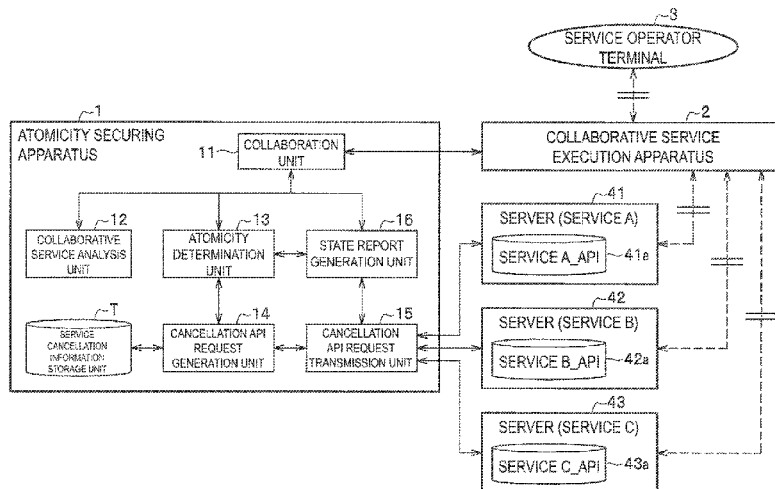 3
SERVICE OPERATOR
TERMINAL
1
ATOMICITY SECURING
APPARATUS
11
COLLABORATION
UNIT
2
COLLABORATIVE SERVICE
EXECUTION APPARATUS
12
COLLABORATIVE
SERVICE ANALYSIS
UNIT
13
ATOMICITY
DETERMINATION
UNIT
16
STATE REPORT
GENERATION UNIT
41
SERVER (SERVICE A)
SERVICE A_API
41a
T
SERVICE
CANCELLATION
INFORMATION
STORAGE UNIT
14
CANCELLATION API
REQUEST
GENERATION UNIT
15
CANCELLATION
API REQUEST
TRANSMISSION UNIT
42
SERVER (SERVICE B)
SERVICE B_API
42a
43
SERVER (SERVICE C)
SERVICE C_API
43a